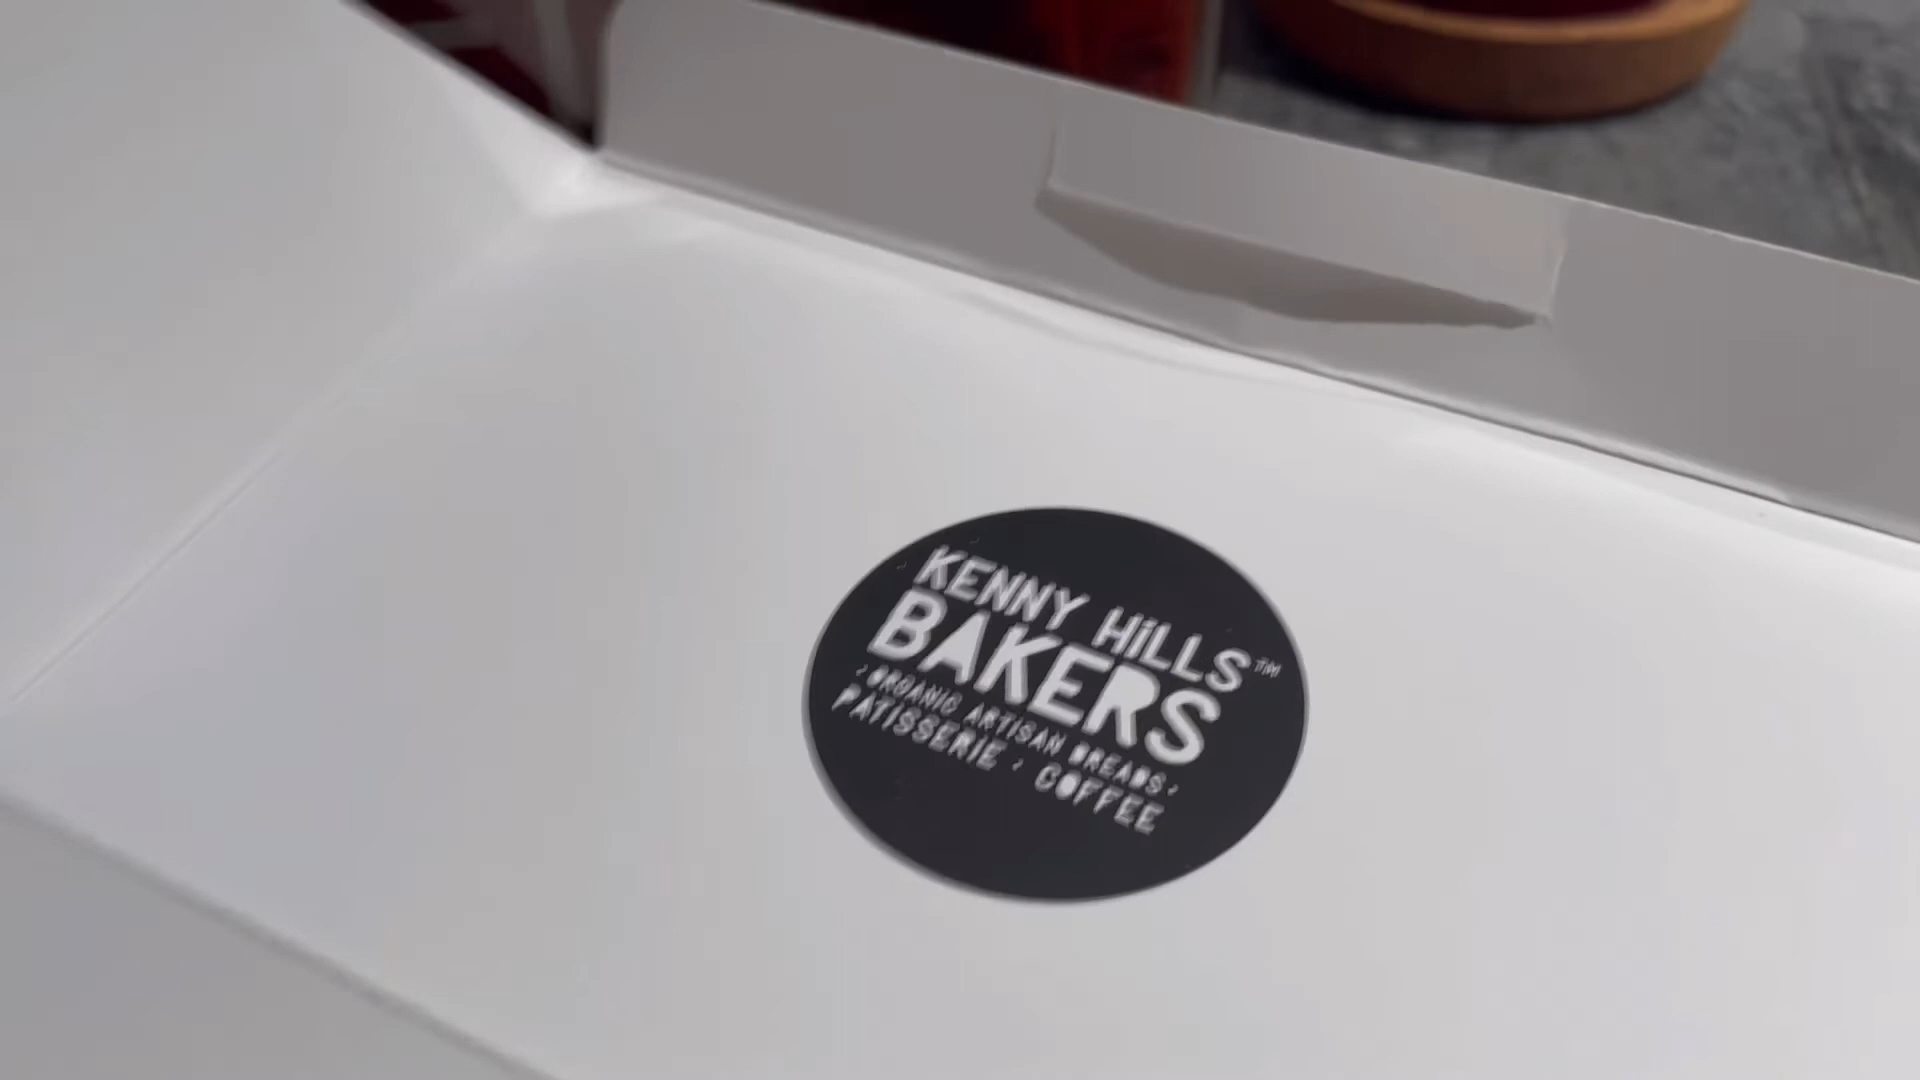 KENNY HiLLS™
BAKERS
· ORGANIC ARTISAN BREADS ·
PATISSERIE · COFFEE